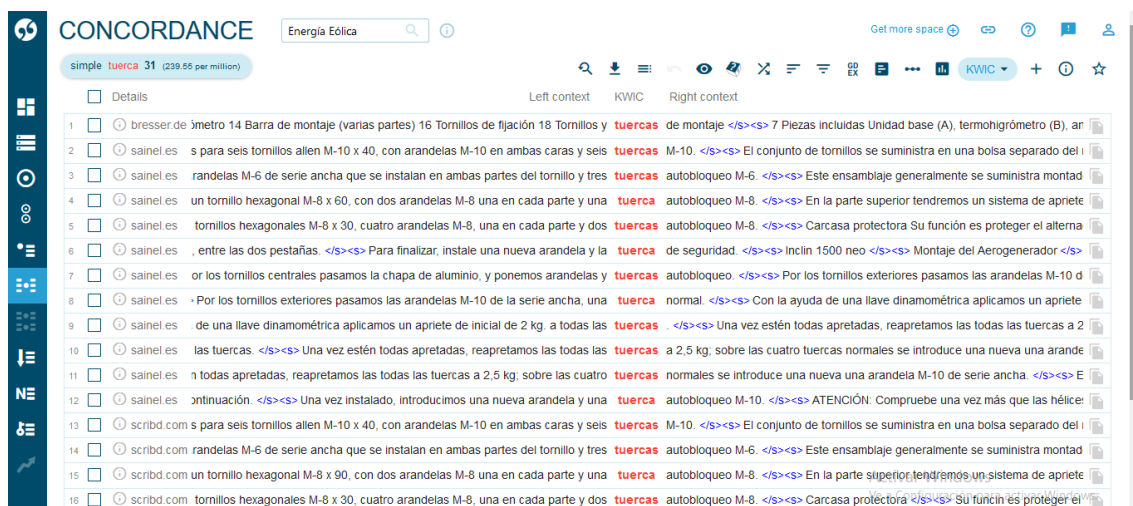 CONCORDANCE Energía Eólica Get more space
simple tuerca 31 (239.55 per million) KWIC
Details Left context KWIC Right context
1 bresser.de ómetro 14 Barra de montaje (varias partes) 16 Tornillos de fijación 18 Tornillos y tuercas de montaje </s><s> 7 Piezas incluidas Unidad base (A), termohigrómetro (B), an
2 sainel.es s para seis tornillos allen M-10 x 40, con arandelas M-10 en ambas caras y seis tuercas M-10. </s><s> El conjunto de tornillos se suministra en una bolsa separado del
3 sainel.es randelas M-6 de serie ancha que se instalan en ambas partes del tornillo y tres tuercas autobloqueo M-6. </s><s> Este ensamblaje generalmente se suministra montad
4 sainel.es un tornillo hexagonal M-8 x 60, con dos arandelas M-8 una en cada parte y una tuerca autobloqueo M-8. </s><s> En la parte superior tendremos un sistema de apriete
5 sainel.es tornillos hexagonales M-8 x 30, cuatro arandelas M-8, una en cada parte y dos tuercas autobloqueo M-8. </s><s> Carcasa protectora Su función es proteger el alterna
6 sainel.es , entre las dos pestañas. </s><s> Para finalizar, instale una nueva arandela y la tuerca de seguridad. </s><s> Inclin 1500 neo </s><s> Montaje del Aerogenerador </s>
7 sainel.es or los tornillos centrales pasamos la chapa de aluminio, y ponemos arandelas y tuercas autobloqueo. </s><s> Por los tornillos exteriores pasamos las arandelas M-10 d
8 sainel.es Por los tornillos exteriores pasamos las arandelas M-10 de la serie ancha, una tuerca normal. </s><s> Con la ayuda de una llave dinamométrica aplicamos un apriete
9 sainel.es de una llave dinamométrica aplicamos un apriete de inicial de 2 kg. a todas las tuercas . </s><s> Una vez estén todas apretadas, reapretamos las todas las tuercas a 2
10 sainel.es las tuercas. </s><s> Una vez estén todas apretadas, reapretamos las todas las tuercas a 2,5 kg; sobre las cuatro tuercas normales se introduce una nueva una arande
11 sainel.es n todas apretadas, reapretamos las todas las tuercas a 2,5 kg; sobre las cuatro tuercas normales se introduce una nueva una arandela M-10 de serie ancha. </s><s> E
12 sainel.es ontinuación. </s><s> Una vez instalado, introducimos una nueva arandela y una tuerca autobloqueo M-10. </s><s> ATENCIÓN: Compruebe una vez más que las hélices
13 scribd.com s para seis tornillos allen M-10 x 40, con arandelas M-10 en ambas caras y seis tuercas M-10. </s><s> El conjunto de tornillos se suministra en una bolsa separado del
14 scribd.com randelas M-6 de serie ancha que se instalan en ambas partes del tornillo y tres tuercas autobloqueo M-6. </s><s> Este ensamblaje generalmente se suministra montad
15 scribd.com un tornillo hexagonal M-8 x 90, con dos arandelas M-8 una en cada parte y una tuerca autobloqueo M-8. </s><s> En la parte superior tendremos un sistema de apriete
Activar Windows
16 scribd.com tornillos hexagonales M-8 x 30, cuatro arandelas M-8, una en cada parte y dos tuercas autobloqueo M-8. </s><s> Carcasa protectora </s><s> Su funcin es proteger el
Ve a Configuración para activar Windows.